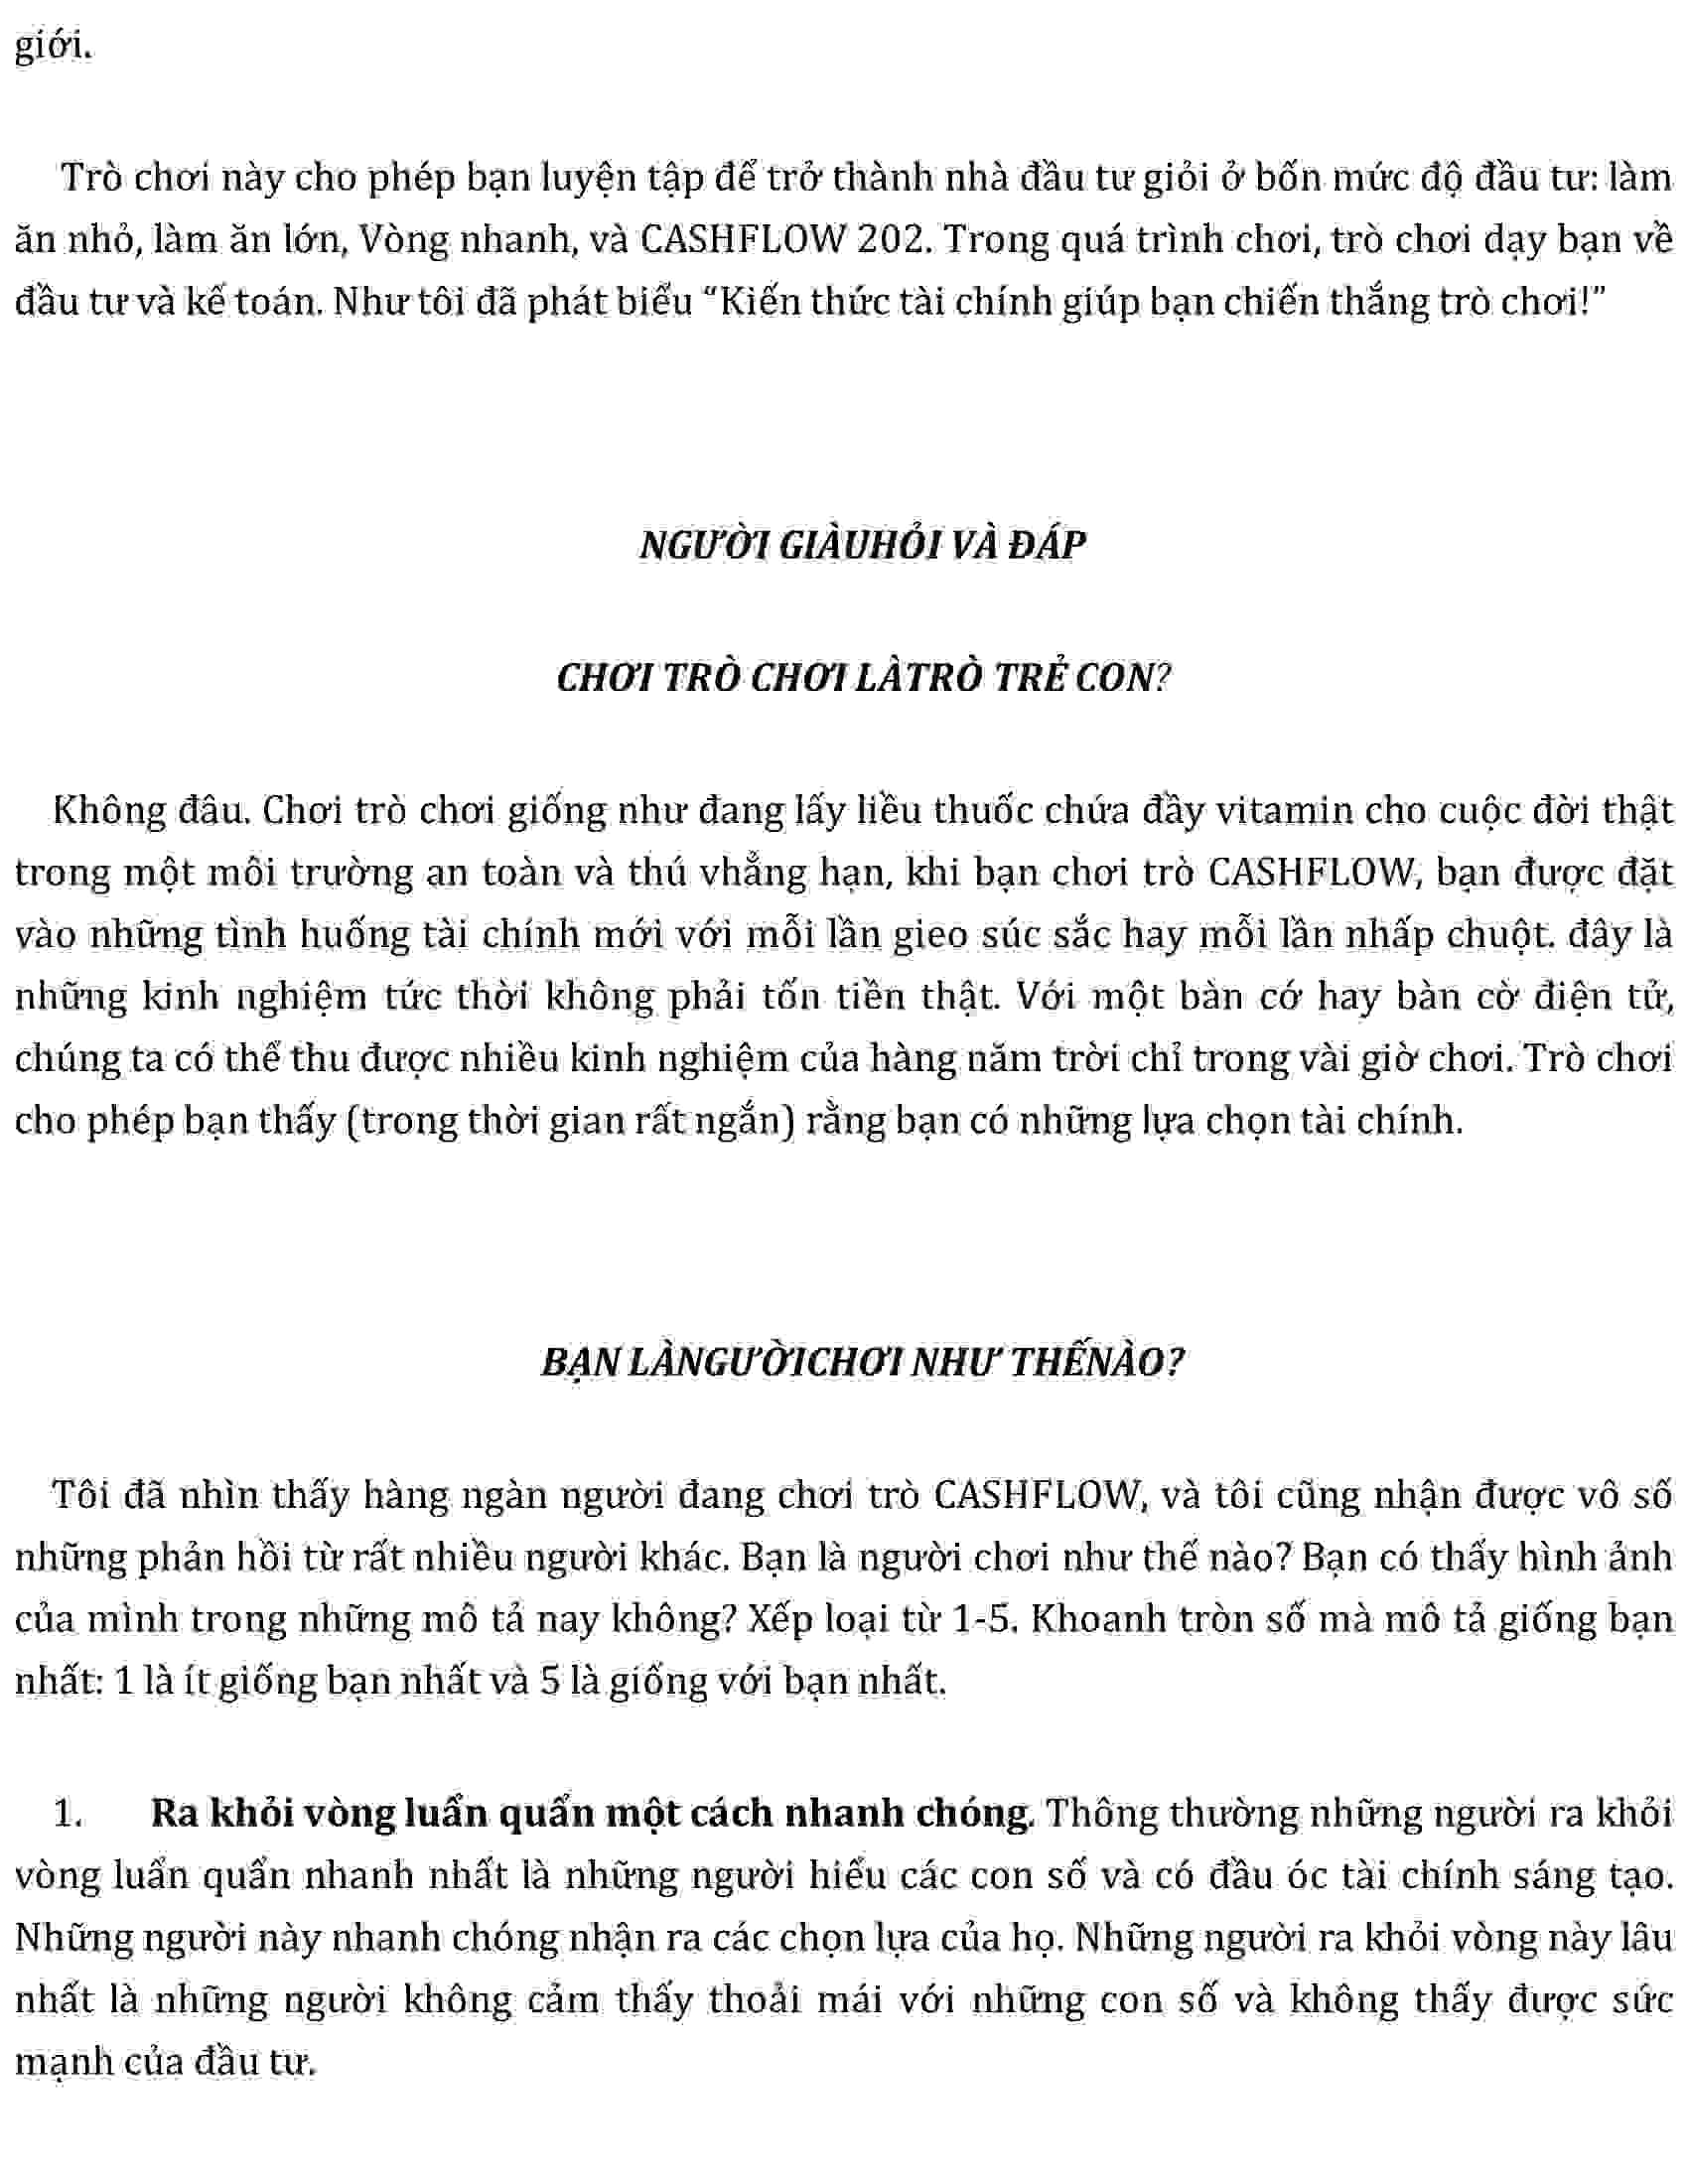 giới.
Trò chơi này cho phép bạn luyện tập để trở thành nhà đầu tư giỏi ở bốn mức độ đầu tư: làm
ăn nhỏ, làm ăn lớn, Vòng nhanh, và CASHFLOW 202. Trong quá trình chơi, trò chơi dạy bạn về
đầu tư và kế toán. Như tôi đã phát biểu “Kiến thức tài chính giúp bạn chiến thắng trò chơi!”
NGƯỜI GIÀUHỎI VÀ ĐÁP
CHƠI TRÒ CHƠI LÀTRÒ TRẺ CON?
Không đâu. Chơi trò chơi giống như đang lấy liều thuốc chứa đầy vitamin cho cuộc đời thật
trong một môi trường an toàn và thú vhẳng hạn, khi bạn chơi trò CASHFLOW, bạn được đặt
vào những tình huống tài chính mới với mỗi lần gieo súc sắc hay mỗi lần nhấp chuột. đây là
những kinh nghiệm tức thời không phải tốn tiền thật. Với một bàn cớ hay bàn cờ điện tử,
chúng ta có thể thu được nhiều kinh nghiệm của hàng năm trời chỉ trong vài giờ chơi. Trò chơi
cho phép bạn thấy (trong thời gian rất ngắn) rằng bạn có những lựa chọn tài chính.
BẠN LÀNGƯỜICHƠI NHƯ THẾNÀO?
Tôi đã nhìn thấy hàng ngàn người đang chơi trò CASHFLOW, và tôi cũng nhận được vô số
những phản hồi từ rất nhiều người khác. Bạn là người chơi như thế nào? Bạn có thấy hình ảnh
của mình trong những mô tả nay không? Xếp loại từ 1-5. Khoanh tròn số mà mô tả giống bạn
nhất: 1 là ít giống bạn nhất và 5 là giống với bạn nhất.
1. Ra khỏi vòng luẩn quẩn một cách nhanh chóng. Thông thường những người ra khỏi
vòng luẩn quẩn nhanh nhất là những người hiểu các con số và có đầu óc tài chính sáng tạo.
Những người này nhanh chóng nhận ra các chọn lựa của họ. Những người ra khỏi vòng này lâu
nhất là những người không cảm thấy thoải mái với những con số và không thấy được sức
mạnh của đầu tư.